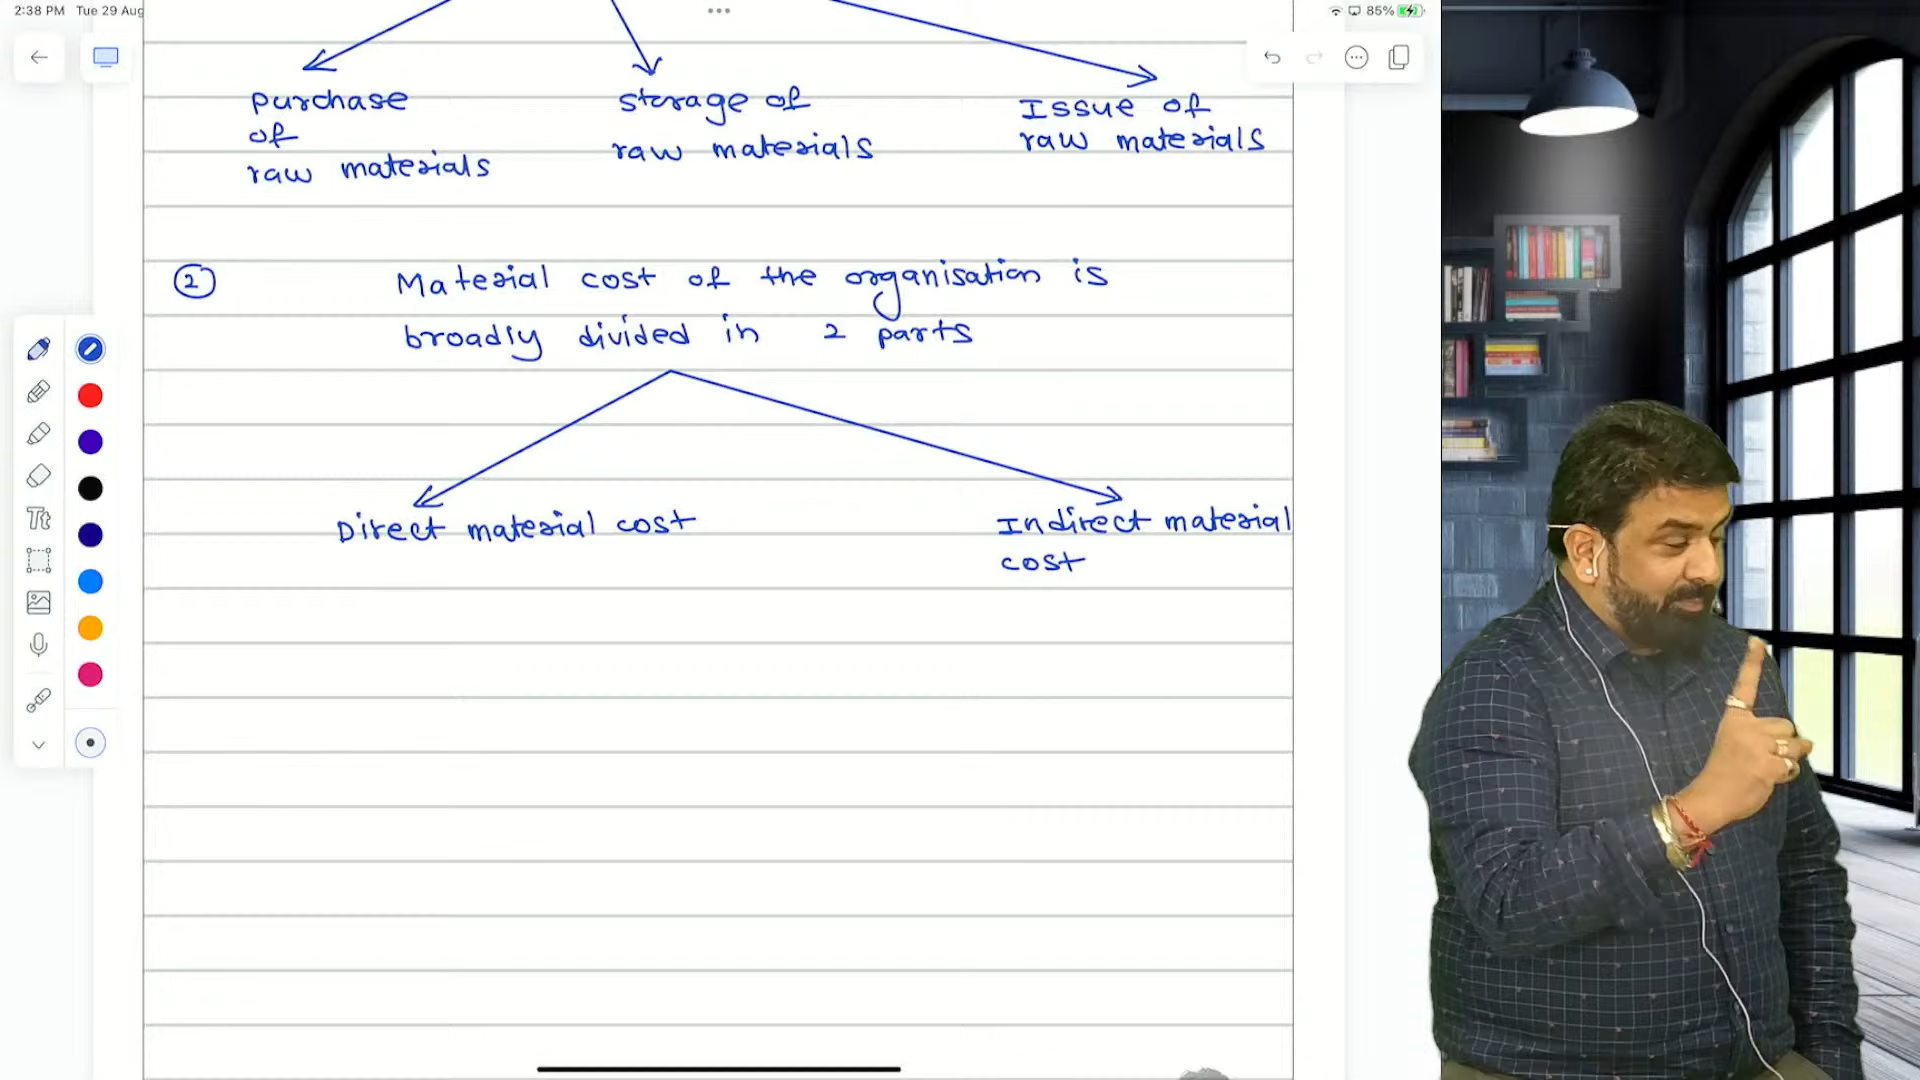 2:38 PM Tue 29 Aug
85%
purchase
of
raw materials
storage of
raw materials
Issue of
raw materials
2
Material cost of the organisation is
broadly divided in 2 parts
Direct material cost
Indirect material
cost
Tt